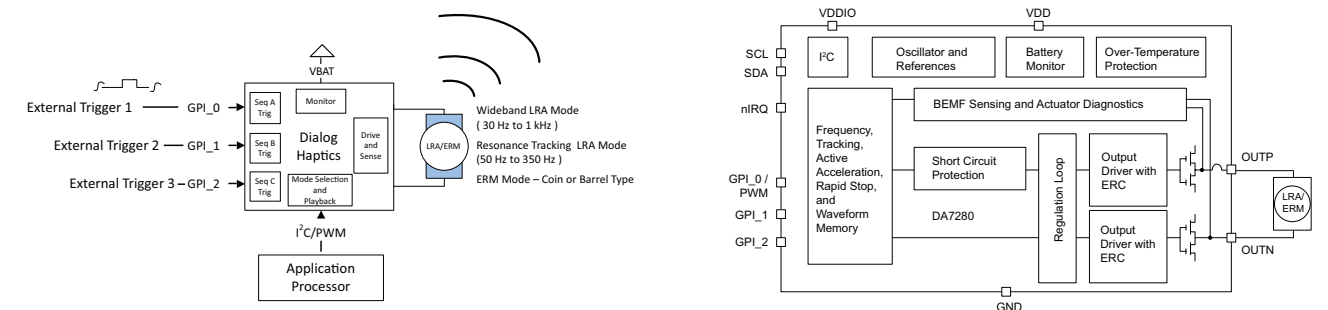 VBAT
External Trigger 1
GPI_0
External Trigger 2
GPI_1
External Trigger 3
GPI_2
Seq A
Trig
Seq B
Trig
Seq C
Trig
Monitor
Dialog
Haptics
Drive
and
Sense
Mode Selection
and
Playback
LRA/ERM
Wideband LRA Mode
( 30 Hz to 1 kHz )
Resonance Tracking LRA Mode
(50 Hz to 350 Hz )
ERM Mode – Coin or Barrel Type
I²C/PWM
Application
Processor
VDDIO
VDD
SCL
SDA
nIRQ
GPI_0 /
PWM
GPI_1
GPI_2
I²C
Oscillator and
References
Battery
Monitor
Over-Temperature
Protection
BEMF Sensing and Actuator Diagnostics
Frequency,
Tracking,
Active
Acceleration,
Rapid Stop,
and
Waveform
Memory
Short Circuit
Protection
DA7280
Regulation Loop
Output
Driver with
ERC
Output
Driver with
ERC
OUTP
OUTN
LRA/
ERM
GND